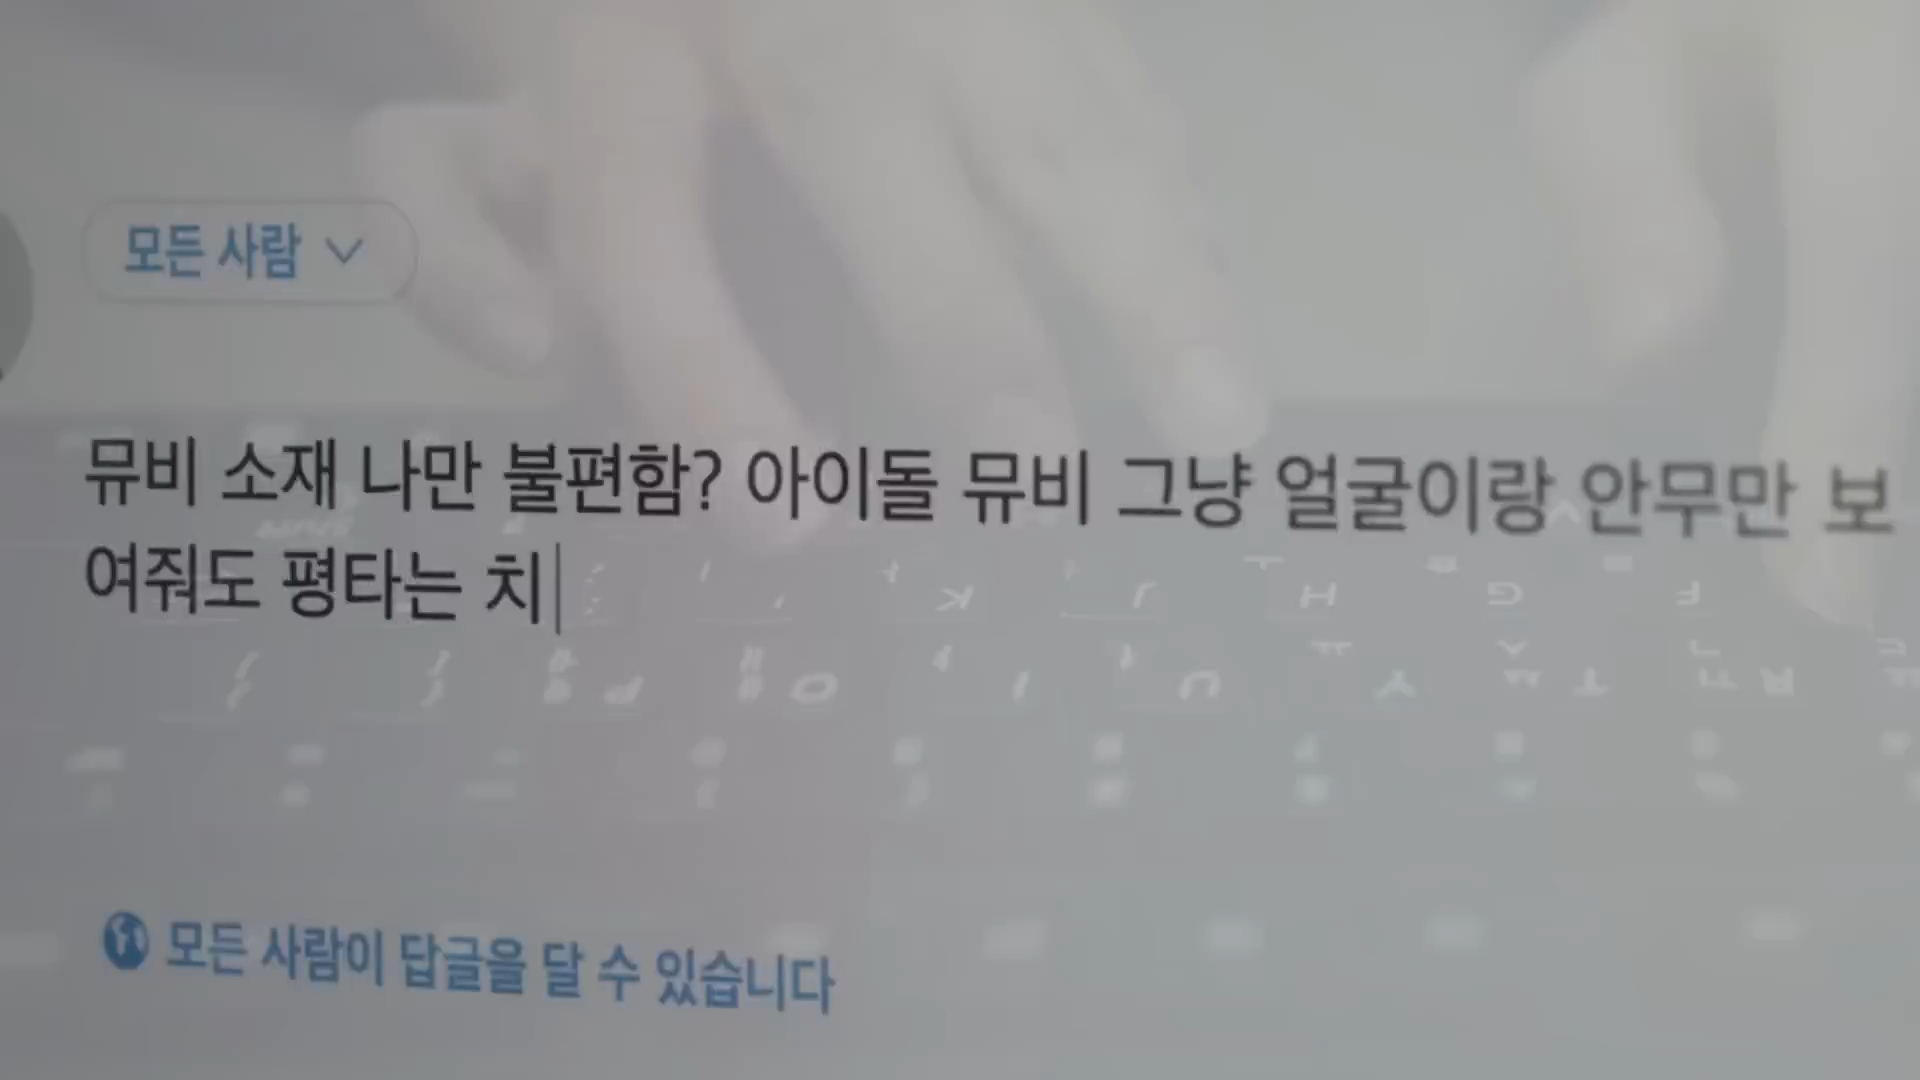 모든 사람
뮤비 소재 나만 불편함? 아이돌 뮤비 그냥 얼굴이랑 안무만 보
여줘도 평타는 치
K J H G F
P O I U Y T R
모든 사람이 답글을 달 수 있습니다